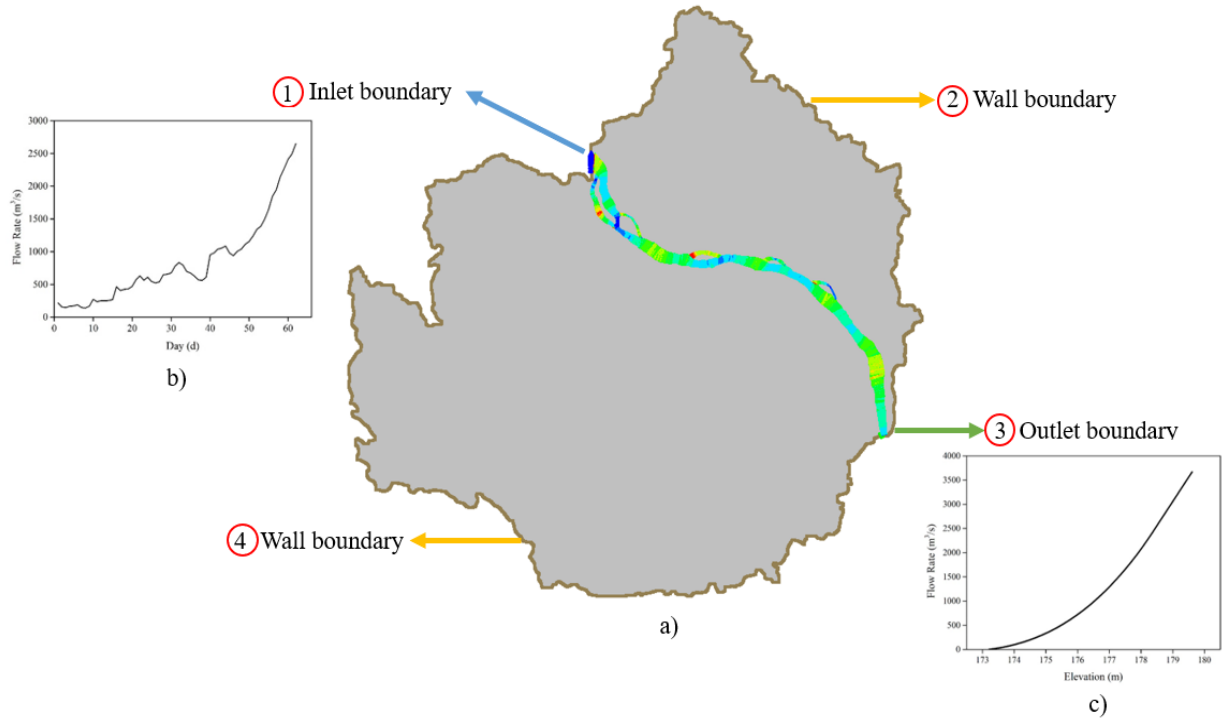 1 Inlet boundary
2 Wall boundary
3000
2500
2000
1500
1000
500
0
Flow Rate (m³/s)
0 10 20 30 40 50 60
Day (d)
b)
3 Outlet boundary
4 Wall boundary
a)
4000
3500
3000
2500
2000
1500
1000
500
0
Flow Rate (m³/s)
173 174 175 176 177 178 179 180
Elevation (m)
c)